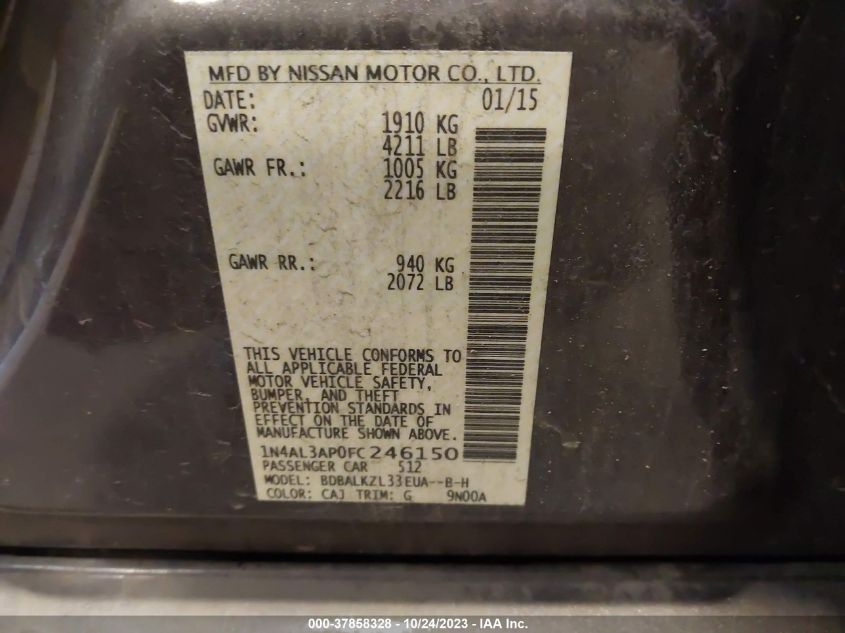 MFD BY NISSAN MOTOR CO., LTD.
DATE: 01/15
GVWR: 1910 KG
4211 LB
GAWR FR.: 1005 KG
2216 LB
GAWR RR.: 940 KG
2072 LB
THIS VEHICLE CONFORMS TO
ALL APPLICABLE FEDERAL
MOTOR VEHICLE SAFETY,
BUMPER, AND THEFT
PREVENTION STANDARDS IN
EFFECT ON THE DATE OF
MANUFACTURE SHOWN ABOVE.
1N4AL3AP0FC246150
PASSENGER CAR 512
MODEL: BDBALKZL33EUA--B-H
COLOR: CAJ TRIM: G 9N00A
000-37858328 - 10/24/2023 - IAA Inc.